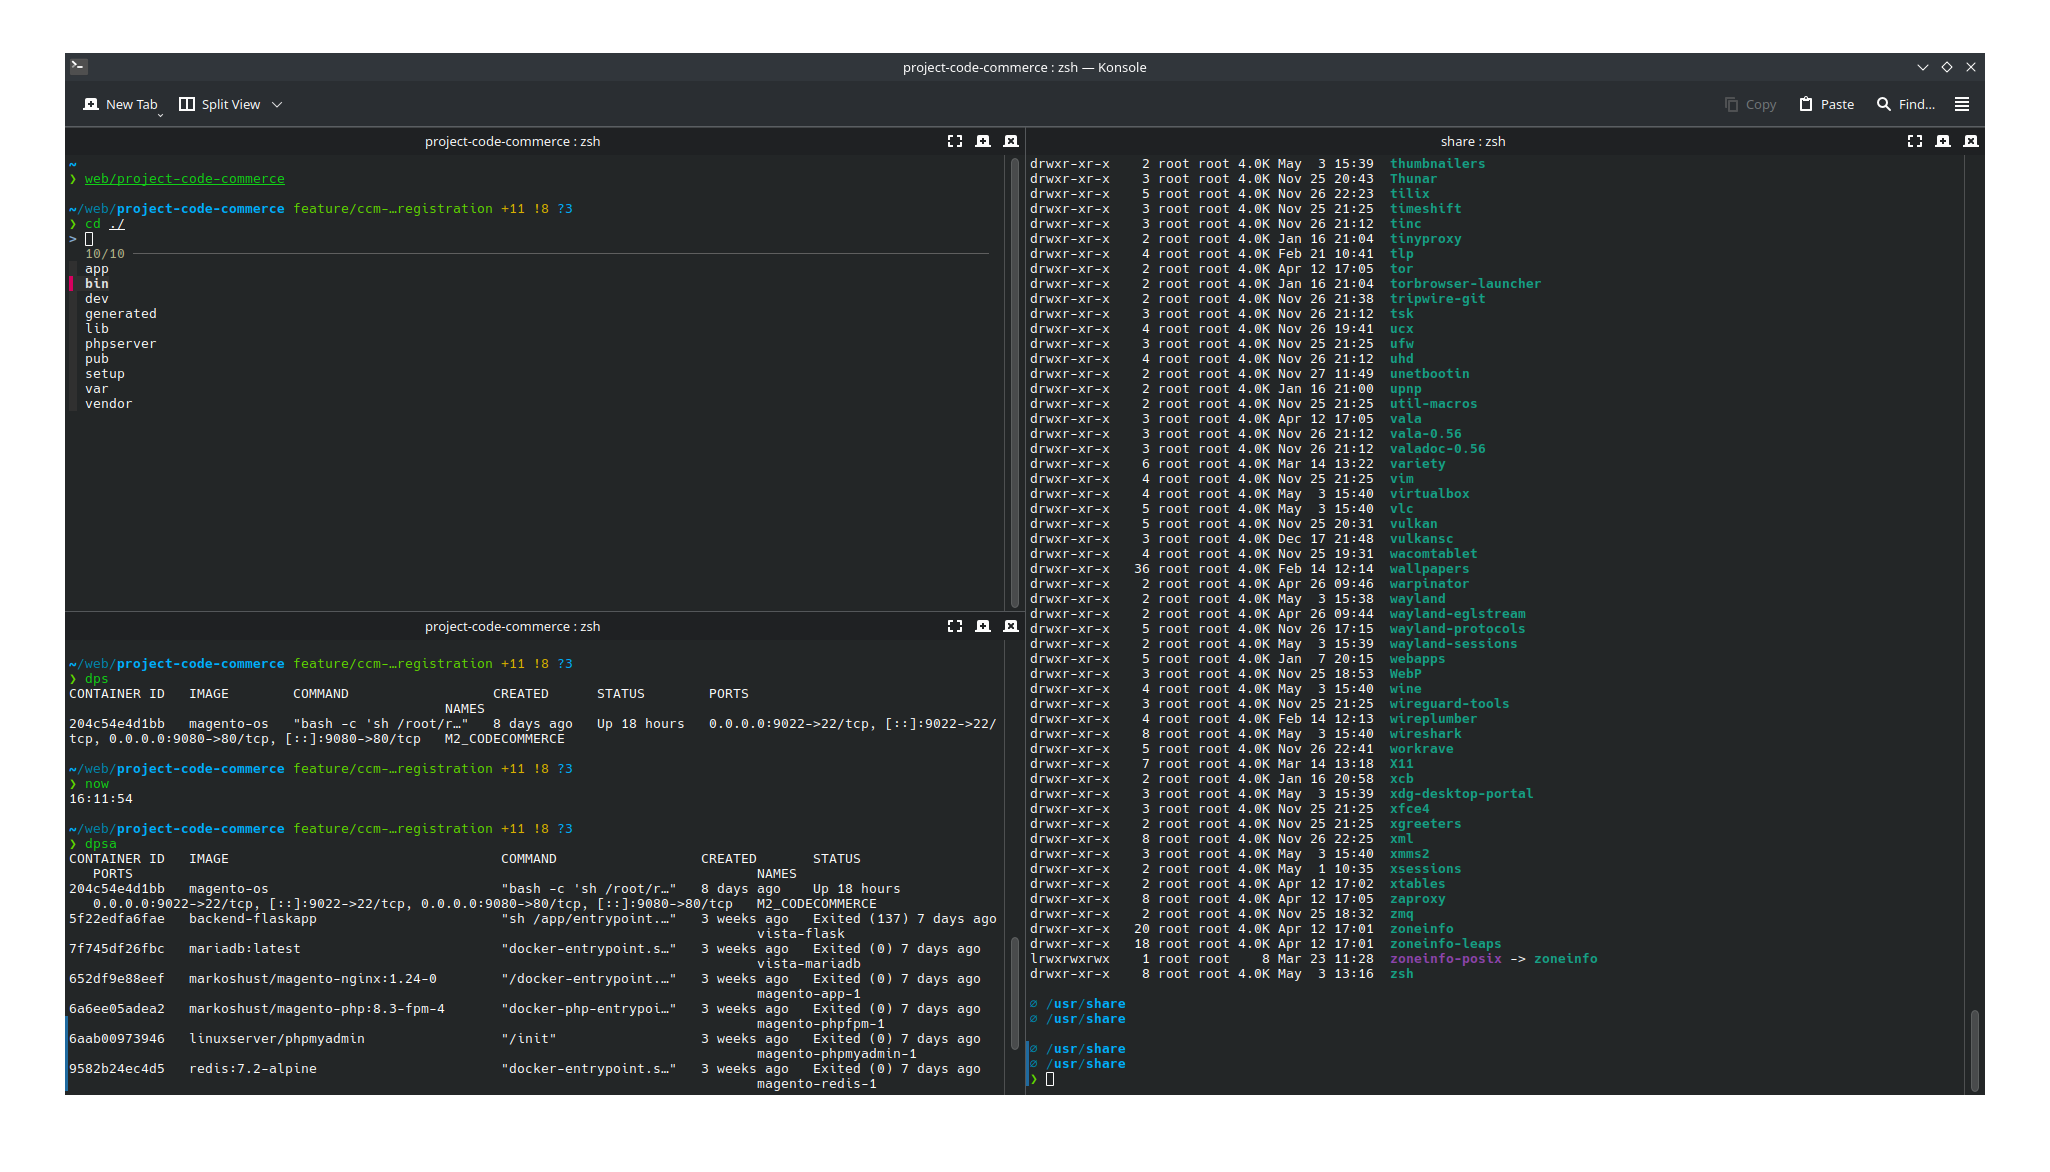 project-code-commerce : zsh — Konsole
New Tab Split View Copy Paste Find...
project-code-commerce : zsh
~
❯ web/project-code-commerce
~/web/project-code-commerce feature/ccm-…registration +11 !8 ?3
❯ cd ./
>
10/10
app
bin
dev
generated
lib
phpserver
pub
setup
var
vendor
project-code-commerce : zsh
~/web/project-code-commerce feature/ccm-…registration +11 !8 ?3
❯ dps
CONTAINER ID   IMAGE        COMMAND                  CREATED      STATUS        PORTS
NAMES
204c54e4d1bb   magento-os   "bash -c 'sh /root/r…"   8 days ago   Up 18 hours   0.0.0.0:9022->22/tcp, [::]:9022->22/
tcp, 0.0.0.0:9080->80/tcp, [::]:9080->80/tcp   M2_CODECOMMERCE
~/web/project-code-commerce feature/ccm-…registration +11 !8 ?3
❯ now
16:11:54
~/web/project-code-commerce feature/ccm-…registration +11 !8 ?3
❯ dpsa
CONTAINER ID   IMAGE                                  COMMAND                  CREATED       STATUS
PORTS                                                                              NAMES
204c54e4d1bb   magento-os                             "bash -c 'sh /root/r…"   8 days ago    Up 18 hours
0.0.0.0:9022->22/tcp, [::]:9022->22/tcp, 0.0.0.0:9080->80/tcp, [::]:9080->80/tcp   M2_CODECOMMERCE
5f22edfa6fae   backend-flaskapp                       "sh /app/entrypoint.…"   3 weeks ago   Exited (137) 7 days ago
vista-flask
7f745df26fbc   mariadb:latest                         "docker-entrypoint.s…"   3 weeks ago   Exited (0) 7 days ago
vista-mariadb
652df9e88eef   markoshust/magento-nginx:1.24-0        "/docker-entrypoint.…"   3 weeks ago   Exited (0) 7 days ago
magento-app-1
6a6ee05adea2   markoshust/magento-php:8.3-fpm-4       "docker-php-entrypoi…"   3 weeks ago   Exited (0) 7 days ago
magento-phpfpm-1
6aab00973946   linuxserver/phpmyadmin                 "/init"                  3 weeks ago   Exited (0) 7 days ago
magento-phpmyadmin-1
9582b24ec4d5   redis:7.2-alpine                       "docker-entrypoint.s…"   3 weeks ago   Exited (0) 7 days ago
magento-redis-1
share : zsh
drwxr-xr-x    2 root root 4.0K May  3 15:39  thumbnailers
drwxr-xr-x    3 root root 4.0K Nov 25 20:43  Thunar
drwxr-xr-x    5 root root 4.0K Nov 26 22:23  tilix
drwxr-xr-x    3 root root 4.0K Nov 25 21:25  timeshift
drwxr-xr-x    3 root root 4.0K Nov 26 21:12  tinc
drwxr-xr-x    2 root root 4.0K Jan 16 21:04  tinyproxy
drwxr-xr-x    4 root root 4.0K Feb 21 10:41  tlp
drwxr-xr-x    2 root root 4.0K Apr 12 17:05  tor
drwxr-xr-x    2 root root 4.0K Jan 16 21:04  torbrowser-launcher
drwxr-xr-x    2 root root 4.0K Nov 26 21:38  tripwire-git
drwxr-xr-x    3 root root 4.0K Nov 26 21:12  tsk
drwxr-xr-x    4 root root 4.0K Nov 26 19:41  ucx
drwxr-xr-x    3 root root 4.0K Nov 25 21:25  ufw
drwxr-xr-x    4 root root 4.0K Nov 26 21:12  uhd
drwxr-xr-x    2 root root 4.0K Nov 27 11:49  unetbootin
drwxr-xr-x    2 root root 4.0K Jan 16 21:00  upnp
drwxr-xr-x    2 root root 4.0K Nov 25 21:25  util-macros
drwxr-xr-x    3 root root 4.0K Apr 12 17:05  vala
drwxr-xr-x    3 root root 4.0K Nov 26 21:12  vala-0.56
drwxr-xr-x    3 root root 4.0K Nov 26 21:12  valadoc-0.56
drwxr-xr-x    6 root root 4.0K Mar 14 13:22  variety
drwxr-xr-x    4 root root 4.0K Nov 25 21:25  vim
drwxr-xr-x    4 root root 4.0K May  3 15:40  virtualbox
drwxr-xr-x    5 root root 4.0K May  3 15:40  vlc
drwxr-xr-x    5 root root 4.0K Nov 25 20:31  vulkan
drwxr-xr-x    3 root root 4.0K Dec 17 21:48  vulkansc
drwxr-xr-x    4 root root 4.0K Nov 25 19:31  wacomtablet
drwxr-xr-x   36 root root 4.0K Feb 14 12:14  wallpapers
drwxr-xr-x    2 root root 4.0K Apr 26 09:46  warpinator
drwxr-xr-x    2 root root 4.0K May  3 15:38  wayland
drwxr-xr-x    2 root root 4.0K Apr 26 09:44  wayland-eglstream
drwxr-xr-x    5 root root 4.0K Nov 26 17:15  wayland-protocols
drwxr-xr-x    2 root root 4.0K May  3 15:39  wayland-sessions
drwxr-xr-x    5 root root 4.0K Jan  7 20:15  webapps
drwxr-xr-x    3 root root 4.0K Nov 25 18:53  WebP
drwxr-xr-x    4 root root 4.0K May  3 15:40  wine
drwxr-xr-x    3 root root 4.0K Nov 25 21:25  wireguard-tools
drwxr-xr-x    4 root root 4.0K Feb 14 12:13  wireplumber
drwxr-xr-x    8 root root 4.0K May  3 15:40  wireshark
drwxr-xr-x    5 root root 4.0K Nov 26 22:41  workrave
drwxr-xr-x    7 root root 4.0K Mar 14 13:18  X11
drwxr-xr-x    2 root root 4.0K Jan 16 20:58  xcb
drwxr-xr-x    3 root root 4.0K May  3 15:39  xdg-desktop-portal
drwxr-xr-x    3 root root 4.0K Nov 25 21:25  xfce4
drwxr-xr-x    2 root root 4.0K Nov 25 21:25  xgreeters
drwxr-xr-x    8 root root 4.0K Nov 26 22:25  xml
drwxr-xr-x    3 root root 4.0K May  3 15:40  xmms2
drwxr-xr-x    2 root root 4.0K May  1 10:35  xsessions
drwxr-xr-x    2 root root 4.0K Apr 12 17:02  xtables
drwxr-xr-x    8 root root 4.0K Apr 12 17:05  zaproxy
drwxr-xr-x    2 root root 4.0K Nov 25 18:32  zmq
drwxr-xr-x   20 root root 4.0K Apr 12 17:01  zoneinfo
drwxr-xr-x   18 root root 4.0K Apr 12 17:01  zoneinfo-leaps
lrwxrwxrwx    1 root root    8 Mar 23 11:28  zoneinfo-posix -> zoneinfo
drwxr-xr-x    8 root root 4.0K May  3 13:16  zsh
∅ /usr/share
∅ /usr/share
∅ /usr/share
∅ /usr/share
❯